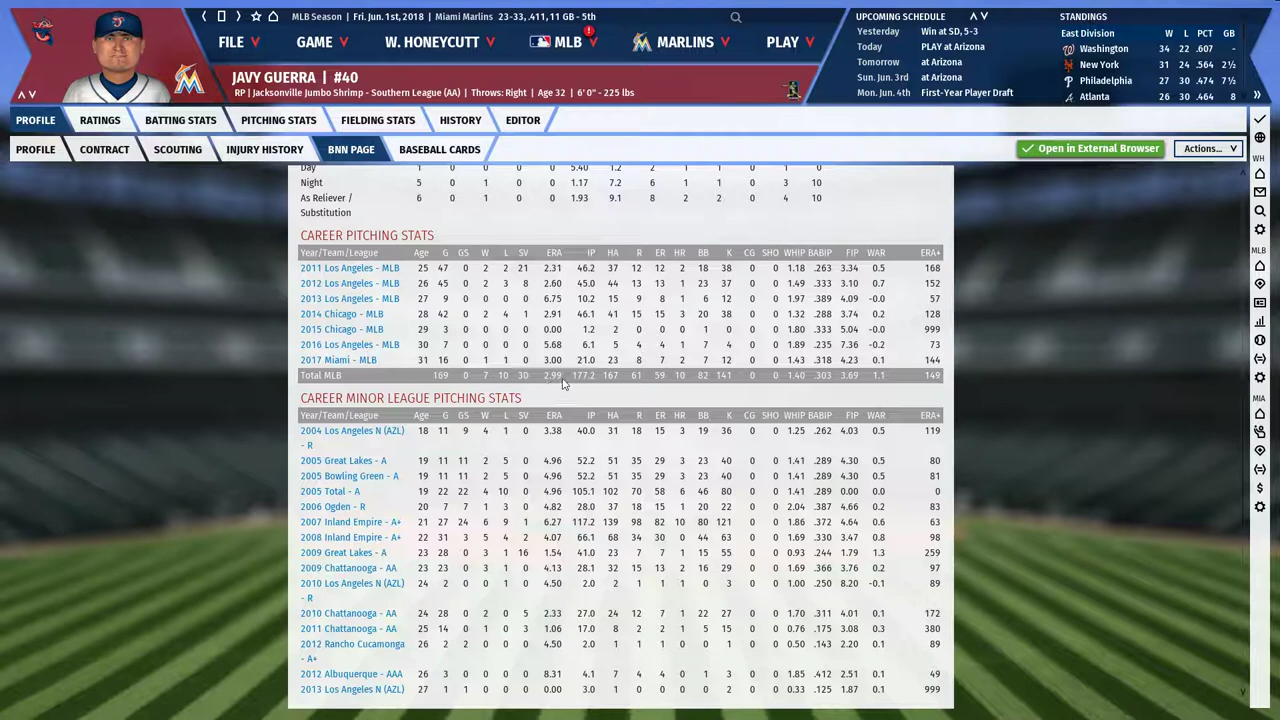 MLB Season | Fri. Jun. 1st, 2018 | Miami Marlins 23-33, .411, 11 GB - 5th
FILE GAME W. HONEYCUTT MLB MARLINS PLAY
JAVY GUERRA | #40
RP | Jacksonville Jumbo Shrimp - Southern League (AA) | Throws: Right | Age 32 | 6' 0" - 225 lbs
UPCOMING SCHEDULE
Yesterday Win at SD, 5-3
Today PLAY at Arizona
Tomorrow at Arizona
Sun. Jun. 3rd at Arizona
Mon. Jun. 4th First-Year Player Draft
STANDINGS
East Division W L PCT GB
Washington 34 22 .607 -
New York 31 24 .564 2½
Philadelphia 27 30 .474 7½
Atlanta 26 30 .464 8
PROFILE RATINGS BATTING STATS PITCHING STATS FIELDING STATS HISTORY EDITOR
PROFILE CONTRACT SCOUTING INJURY HISTORY BNN PAGE BASEBALL CARDS
Open in External Browser Actions...
WH
MLB
MIA
Day 1 0 0 0 0 5.40 1.2 2 1 1 0 1 0
Night 5 0 1 0 0 1.17 7.2 6 1 1 0 3 10
As Reliever / 6 0 1 0 0 1.93 9.1 8 2 2 0 4 10
Substitution
CAREER PITCHING STATS
Year/Team/League Age G GS W L SV ERA IP HA R ER HR BB K CG SHO WHIP BABIP FIP WAR ERA+
2011 Los Angeles - MLB 25 47 0 2 2 21 2.31 46.2 37 12 12 2 18 38 0 0 1.18 .263 3.34 0.5 168
2012 Los Angeles - MLB 26 45 0 2 3 8 2.60 45.0 44 13 13 1 23 37 0 0 1.49 .333 3.10 0.7 152
2013 Los Angeles - MLB 27 9 0 0 0 0 6.75 10.2 15 9 8 1 6 12 0 0 1.97 .389 4.09 -0.0 57
2014 Chicago - MLB 28 42 0 2 4 1 2.91 46.1 41 15 15 3 20 38 0 0 1.32 .288 3.74 0.2 128
2015 Chicago - MLB 29 3 0 0 0 0 0.00 1.2 2 0 0 0 1 0 0 0 1.80 .333 5.04 -0.0 999
2016 Los Angeles - MLB 30 7 0 0 0 0 5.68 6.1 5 4 4 1 7 4 0 0 1.89 .235 7.36 -0.2 73
2017 Miami - MLB 31 16 0 1 1 0 3.00 21.0 23 8 7 2 7 12 0 0 1.43 .318 4.23 0.1 144
Total MLB 169 0 7 10 30 2.99 177.2 167 61 59 10 82 141 0 0 1.40 .303 3.69 1.1 149
CAREER MINOR LEAGUE PITCHING STATS
Year/Team/League Age G GS W L SV ERA IP HA R ER HR BB K CG SHO WHIP BABIP FIP WAR ERA+
2004 Los Angeles N (AZL) 18 11 9 4 1 0 3.38 40.0 31 18 15 3 19 36 0 0 1.25 .262 4.03 0.5 119
- R
2005 Great Lakes - A 19 11 11 2 5 0 4.96 52.2 51 35 29 3 23 40 0 0 1.41 .289 4.30 0.5 80
2005 Bowling Green - A 19 11 11 2 5 0 4.96 52.2 51 35 29 3 23 40 0 0 1.41 .289 4.30 0.5 81
2005 Total - A 19 22 22 4 10 0 4.96 105.1 102 70 58 6 46 80 0 0 1.41 .289 0.00 0.0 0
2006 Ogden - R 20 7 7 1 3 0 4.82 28.0 37 18 15 1 20 22 0 0 2.04 .387 4.66 0.2 83
2007 Inland Empire - A+ 21 27 24 6 9 1 6.27 117.2 139 98 82 10 80 121 0 0 1.86 .372 4.64 0.6 63
2008 Inland Empire - A+ 22 31 3 5 4 2 4.07 66.1 68 34 30 0 44 63 0 0 1.69 .330 3.47 0.8 98
2009 Great Lakes - A 23 28 0 3 1 16 1.54 41.0 23 7 7 1 15 55 0 0 0.93 .244 1.79 1.3 259
2009 Chattanooga - AA 23 23 0 3 1 0 4.13 28.1 32 15 13 2 16 29 0 0 1.69 .366 3.76 0.2 97
2010 Los Angeles N (AZL) 24 2 0 0 1 0 4.50 2.0 2 1 1 1 0 3 0 0 1.00 .250 8.20 -0.1 89
- R
2010 Chattanooga - AA 24 28 0 2 0 5 2.33 27.0 24 12 7 1 22 27 0 0 1.70 .311 4.01 0.1 172
2011 Chattanooga - AA 25 14 0 1 0 3 1.06 17.0 8 2 2 1 5 15 0 0 0.76 .175 3.08 0.3 380
2012 Rancho Cucamonga 26 2 2 0 0 0 4.50 2.0 1 1 1 0 0 1 0 0 0.50 .143 2.20 0.1 89
- A+
2012 Albuquerque - AAA 26 3 0 0 0 0 8.31 4.1 7 4 4 0 1 3 0 0 1.85 .412 2.51 0.1 49
2013 Los Angeles N (AZL) 27 1 1 0 0 0 0.00 3.0 1 0 0 0 0 2 0 0 0.33 .125 1.87 0.1 999